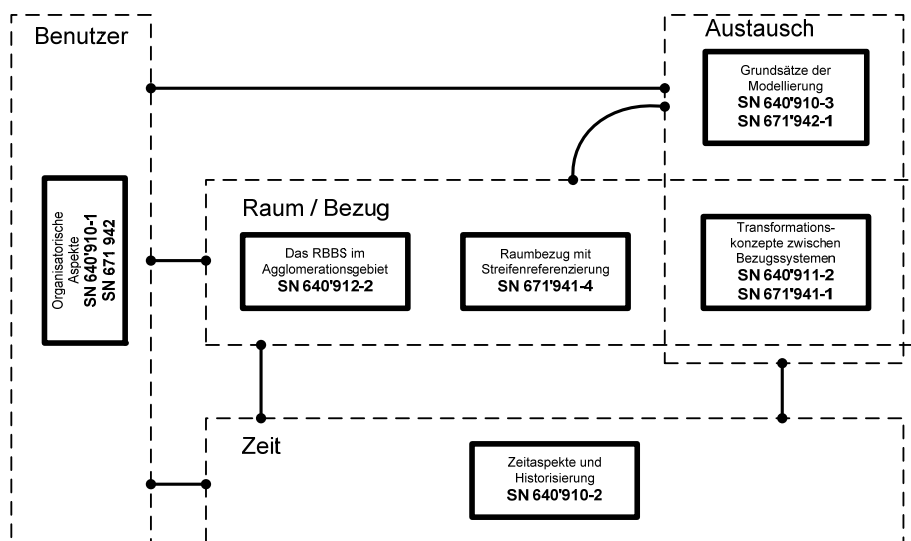 Benutzer
Organisatorische
Aspekte
SN 640'910-1
SN 671 942
Austausch
Grundsätze der
Modellierung
SN 640'910-3
SN 671'942-1
Raum / Bezug
Das RBBS im
Agglomerationsgebiet
SN 640'912-2
Raumbezug mit
Streifenreferenzierung
SN 671'941-4
Transformations-
konzepte zwischen
Bezugssystemen
SN 640'911-2
SN 671'941-1
Zeit
Zeitaspekte und
Historisierung
SN 640'910-2